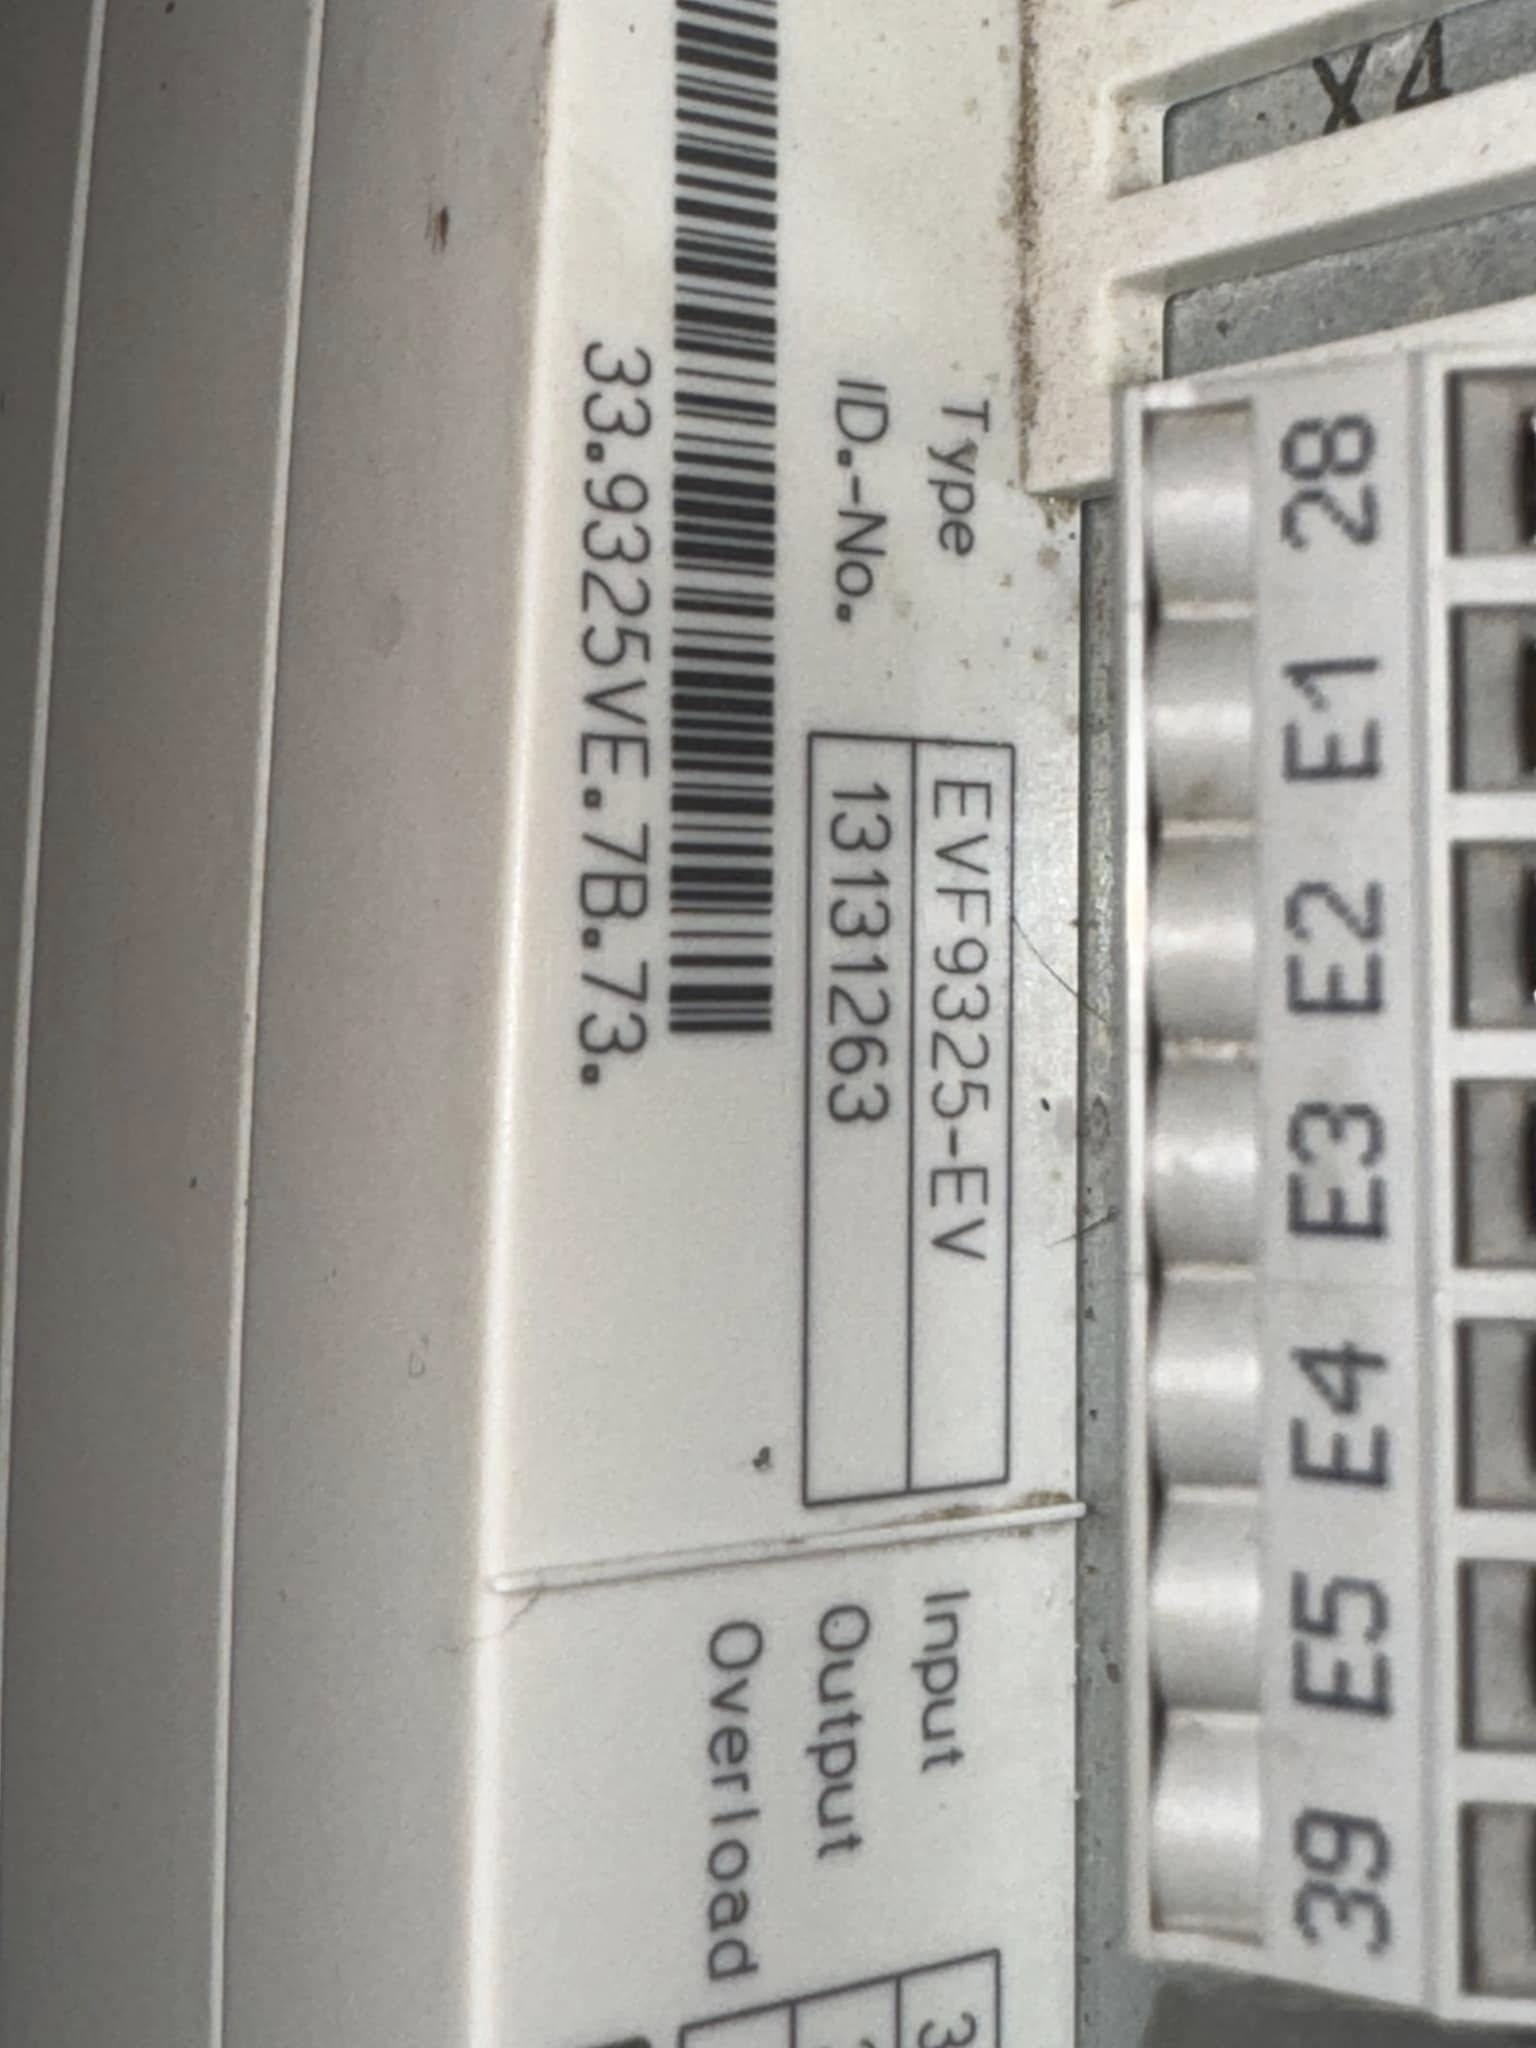 X4
Type EVF9325-EV
ID.-No. 13131263
33.9325VE.7B.73.
Input 3
Output
Overload
28 E1 E2 E3 E4 E5 39